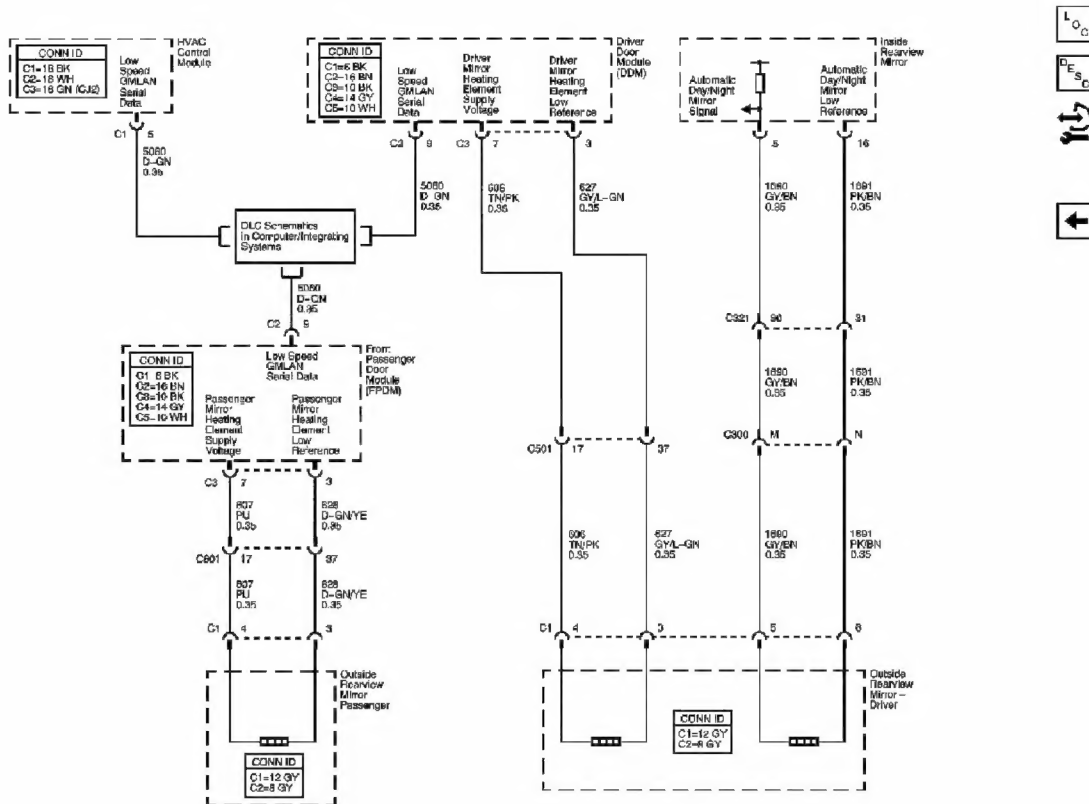 HVAC
Control
Module
CONN ID
C1=16 BK
C2=16 WH
C3=16 GN (CJ2)
Low
Speed
GMLAN
Serial
Data
C1 5
5060
D-GN
0.35
Driver
Door
Module
(DDM)
CONN ID
C1=6 BK
C2=16 BN
C3=10 BK
C4=14 GY
C5=10 WH
Low
Speed
GMLAN
Serial
Data
Driver
Mirror
Heating
Element
Supply
Voltage
Driver
Mirror
Heating
Element
Low
Reference
C2 9
C3 7
3
5060
D-GN
0.35
606
TN/PK
0.35
627
GY/L-GN
0.35
Inside
Rearview
Mirror
Automatic
Day/Night
Mirror
Signal
Automatic
Day/Night
Mirror
Low
Reference
5
16
1690
GY/BN
0.35
1691
PK/BN
0.35
DLC Schematics
in Computer/Integrating
Systems
5060
D-GN
0.35
C2 9
Front
Passenger
Door
Module
(FPDM)
CONN ID
C1=6 BK
C2=16 BN
C3=10 BK
C4=14 GY
C5=10 WH
Low Speed
GMLAN
Serial Data
Passenger
Mirror
Heating
Element
Supply
Voltage
Passenger
Mirror
Heating
Element
Low
Reference
C3 7
3
607
PU
0.35
628
D-GN/YE
0.35
C601 17
37
607
PU
0.35
628
D-GN/YE
0.35
C1 4
3
Outside
Rearview
Mirror
Passenger
CONN ID
C1=12 GY
C2=8 GY
C501 17
37
606
TN/PK
0.35
627
GY/L-GN
0.35
C321
31
1690
GY/BN
0.35
1691
PK/BN
0.35
C300 M
N
1690
GY/BN
0.35
1691
PK/BN
0.35
C1 4
3
5
6
Outside
Rearview
Mirror –
Driver
CONN ID
C1=12 GY
C2=8 GY
LOC
DESC